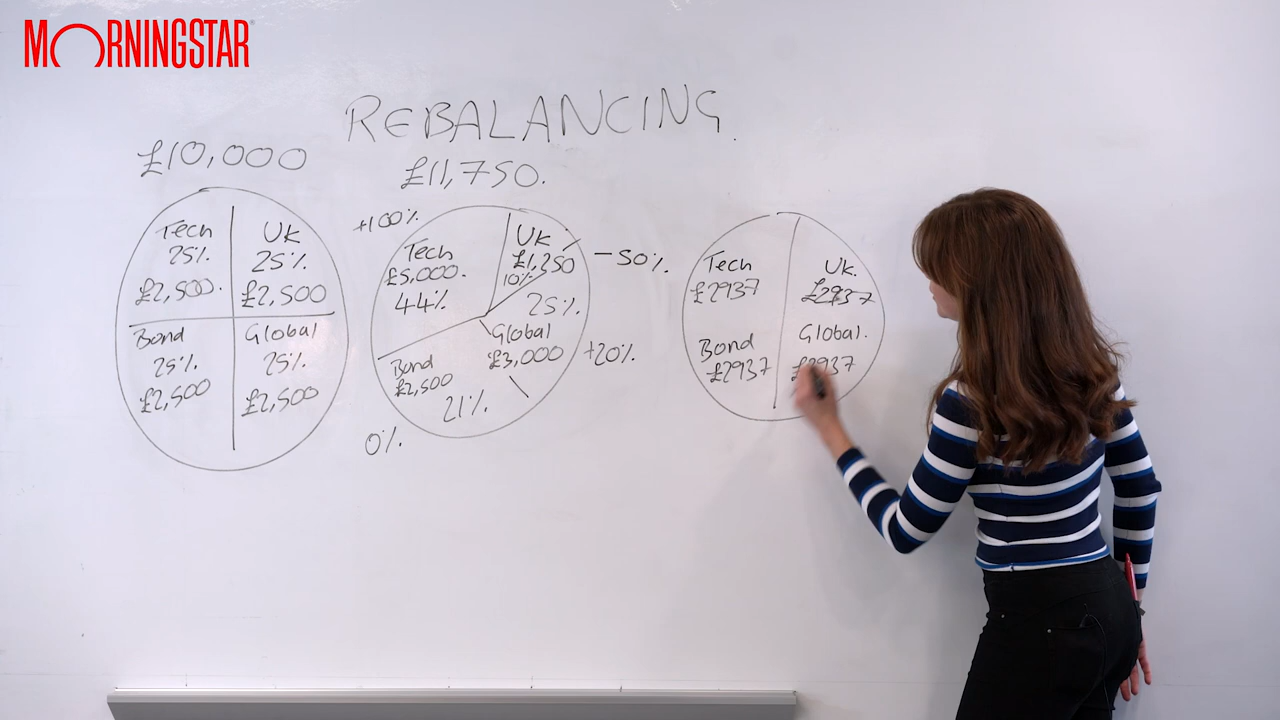 MORNINGSTAR
REBALANCING.
£10,000
Tech
25%
£2,500.
UK
25%
£2,500
Bond
25%
£2,500
Global
25%
£2,500
£11,750.
+100%
Tech
£5,000.
44%
UK
£1,250
10%
-50%
25%
Global
£3,000
+20%
Bond
£2,500
21%
0%
Tech
£2937
UK.
£2937
Bond
£2937
Global.
£2937